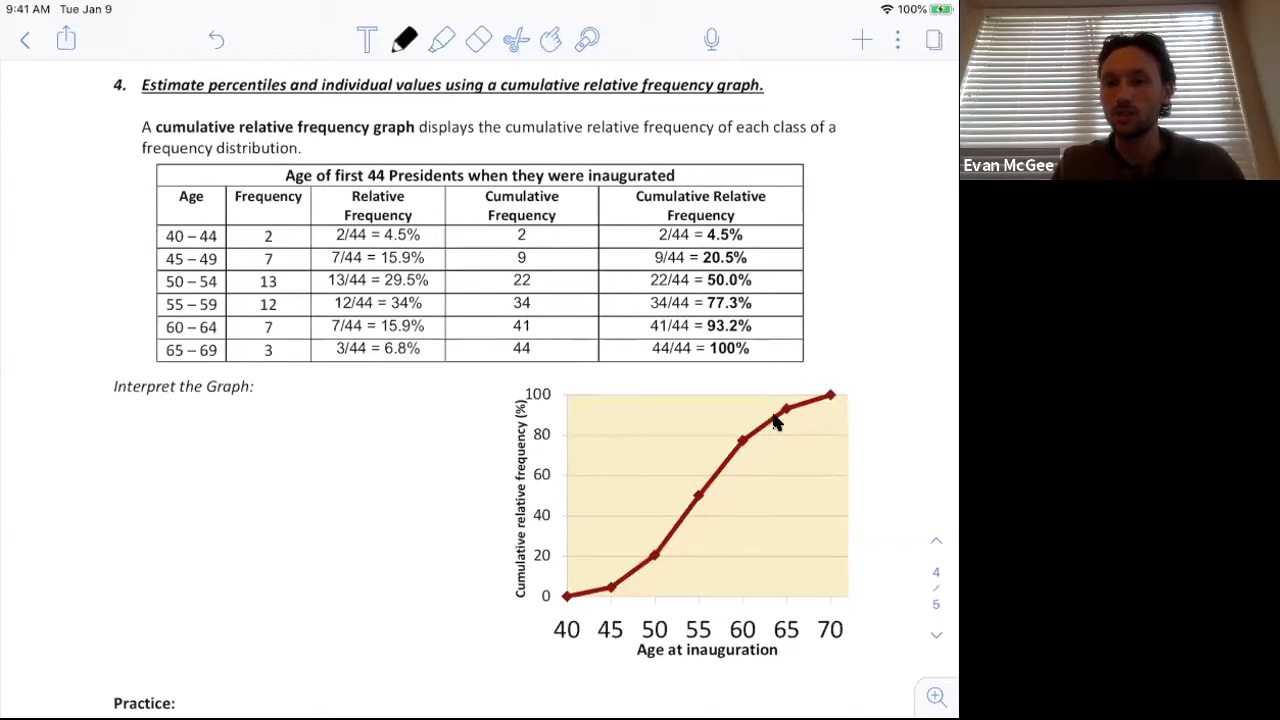 9:41 AM Tue Jan 9
100%
4. Estimate percentiles and individual values using a cumulative relative frequency graph.
A cumulative relative frequency graph displays the cumulative relative frequency of each class of a
frequency distribution.
Age of first 44 Presidents when they were inaugurated
Age Frequency Relative Frequency Cumulative Frequency Cumulative Relative Frequency
40 – 44 2 2/44 = 4.5% 2 2/44 = 4.5%
45 – 49 7 7/44 = 15.9% 9 9/44 = 20.5%
50 – 54 13 13/44 = 29.5% 22 22/44 = 50.0%
55 – 59 12 12/44 = 34% 34 34/44 = 77.3%
60 – 64 7 7/44 = 15.9% 41 41/44 = 93.2%
65 – 69 3 3/44 = 6.8% 44 44/44 = 100%
Interpret the Graph:
Cumulative relative frequency (%)
100
80
60
40
20
0
40 45 50 55 60 65 70
Age at inauguration
Practice:
4
/
5
T
Evan McGee